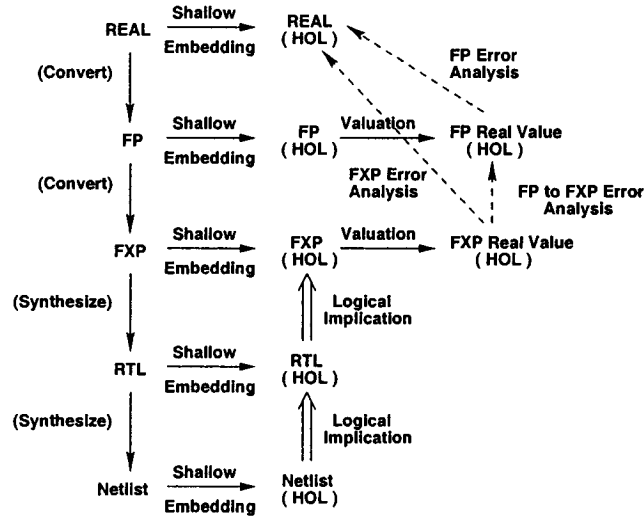 REAL
Shallow
Embedding
REAL
( HOL )
FP Error
Analysis
(Convert)
FP
Shallow
Embedding
FP
(HOL)
Valuation
FP Real Value
(HOL)
(Convert)
FXP Error
Analysis
FP to FXP Error
Analysis
FXP
Shallow
Embedding
FXP
(HOL)
Valuation
FXP Real Value
( HOL )
(Synthesize)
Logical
Implication
RTL
Shallow
Embedding
RTL
( HOL )
(Synthesize)
Logical
Implication
Netlist
Shallow
Embedding
Netlist
( HOL )